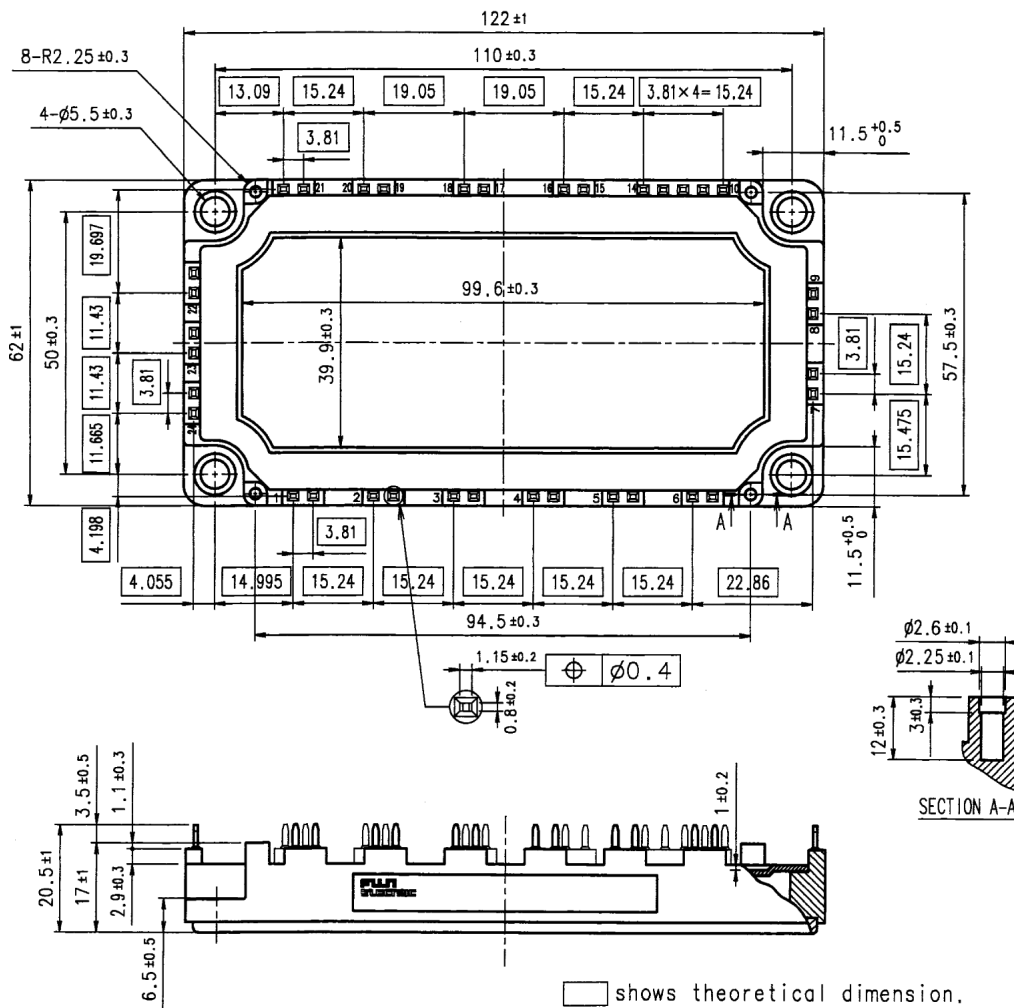 122 ±1
110 ±0.3
8-R2.25 ±0.3
13.09 15.24 19.05 19.05 15.24 3.81×4=15.24
4-Ø5.5 ±0.3
3.81
11.5 +0.5 0
21 20 19 18 17 16 15 14 10
62 ±1
50 ±0.3
19.697
11.43
11.43
3.81
11.665
4.198
22
23
24
99.6 ±0.3
39.9 ±0.3
9
8
7
3.81
15.24
15.475
57.5 ±0.3
11.5 +0.5 0
1 2 3 4 5 6
A A
3.81
4.055 14.995 15.24 15.24 15.24 15.24 15.24 22.86
94.5 ±0.3
1.15 ±0.2
Ø0.4
0.8 ±0.2
Ø2.6 ±0.1
Ø2.25 ±0.1
12 ±0.3
3 ±0.3
SECTION A-A
3.5 ±0.5
1.1 ±0.3
1 ±0.2
20.5 ±1
17 ±1
2.9 ±0.3
6.5 ±0.5
FUJI
ELECTRIC
shows theoretical dimension.